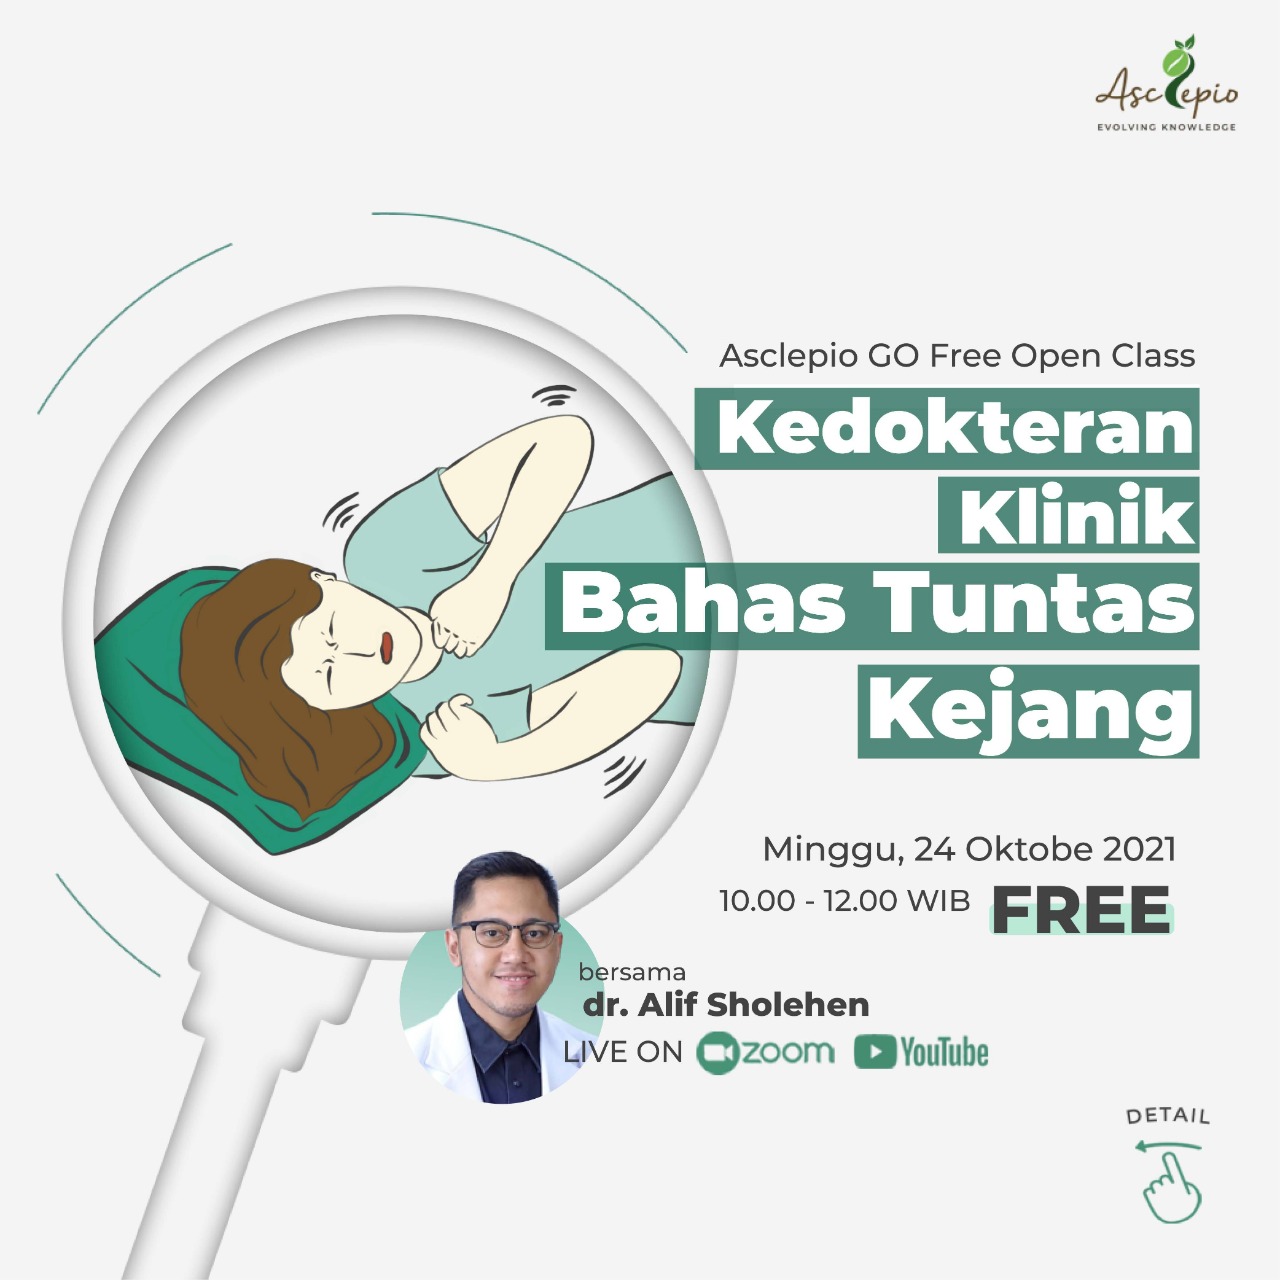 Asclepio
EVOLVING KNOWLEDGE
Asclepio GO Free Open Class
Kedokteran
Klinik
Bahas Tuntas
Kejang
Minggu, 24 Oktobe 2021
10.00 - 12.00 WIB FREE
bersama
dr. Alif Sholehen
LIVE ON zoom YouTube
DETAIL